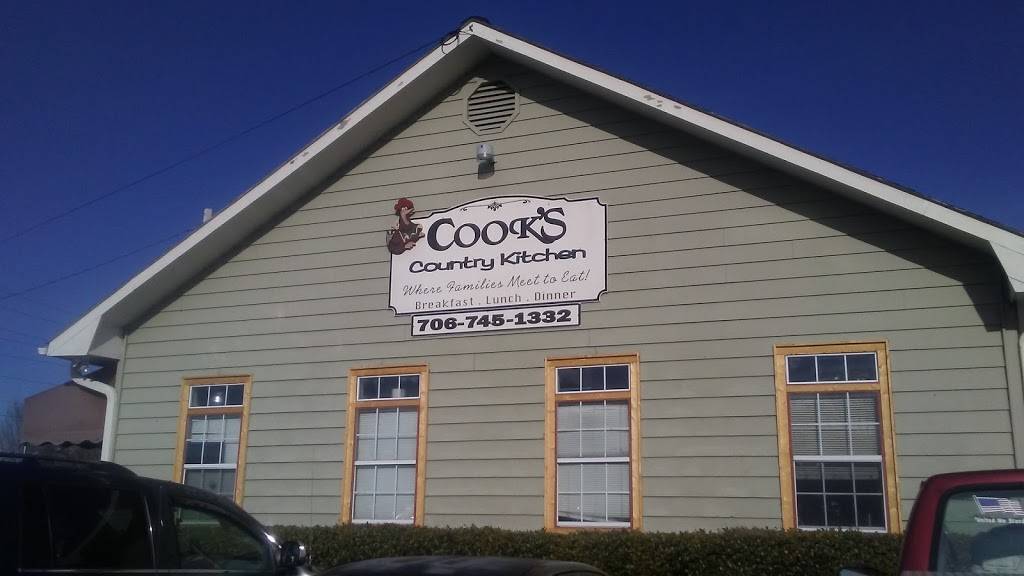 COOK'S
Country Kitchen
Where Families Meet to Eat!
Breakfast . Lunch . Dinner
706-745-1332